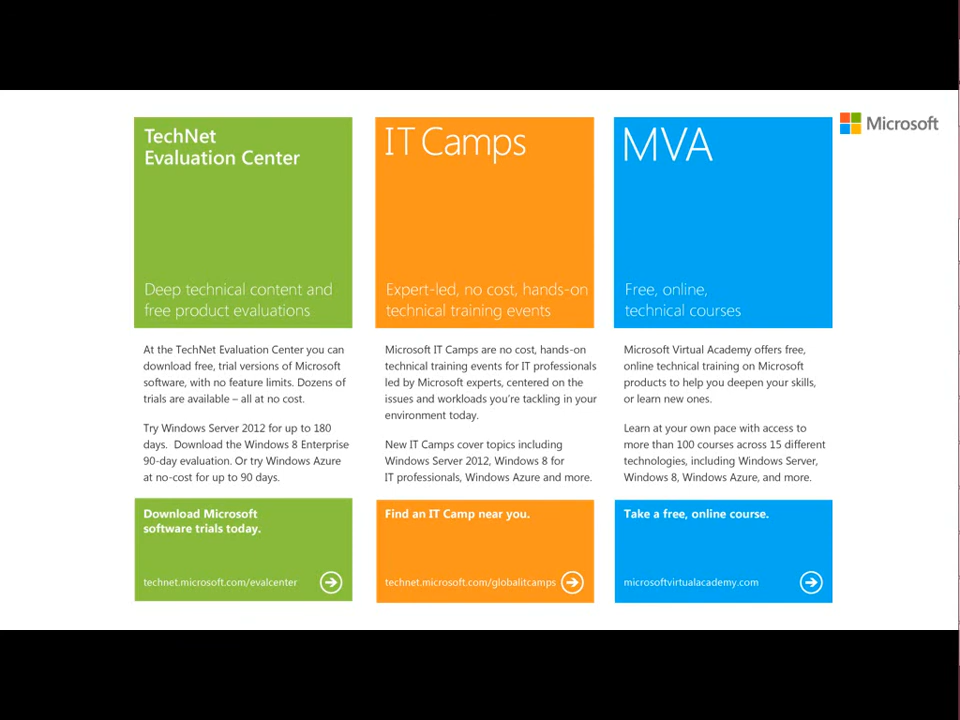 TechNet
Evaluation Center
Deep technical content and
free product evaluations
At the TechNet Evaluation Center you can
download free, trial versions of Microsoft
software, with no feature limits. Dozens of
trials are available – all at no cost.
Try Windows Server 2012 for up to 180
days.  Download the Windows 8 Enterprise
90-day evaluation. Or try Windows Azure
at no-cost for up to 90 days.
Download Microsoft
software trials today.
technet.microsoft.com/evalcenter
IT Camps
Expert-led, no cost, hands-on
technical training events
Microsoft IT Camps are no cost, hands-on
technical training events for IT professionals
led by Microsoft experts, centered on the
issues and workloads you're tackling in your
environment today.
New IT Camps cover topics including
Windows Server 2012, Windows 8 for
IT professionals, Windows Azure and more.
Find an IT Camp near you.
technet.microsoft.com/globalitcamps
MVA
Free, online,
technical courses
Microsoft Virtual Academy offers free,
online technical training on Microsoft
products to help you deepen your skills,
or learn new ones.
Learn at your own pace with access to
more than 100 courses across 15 different
technologies, including Windows Server,
Windows 8, Windows Azure, and more.
Take a free, online course.
microsoftvirtualacademy.com
Microsoft